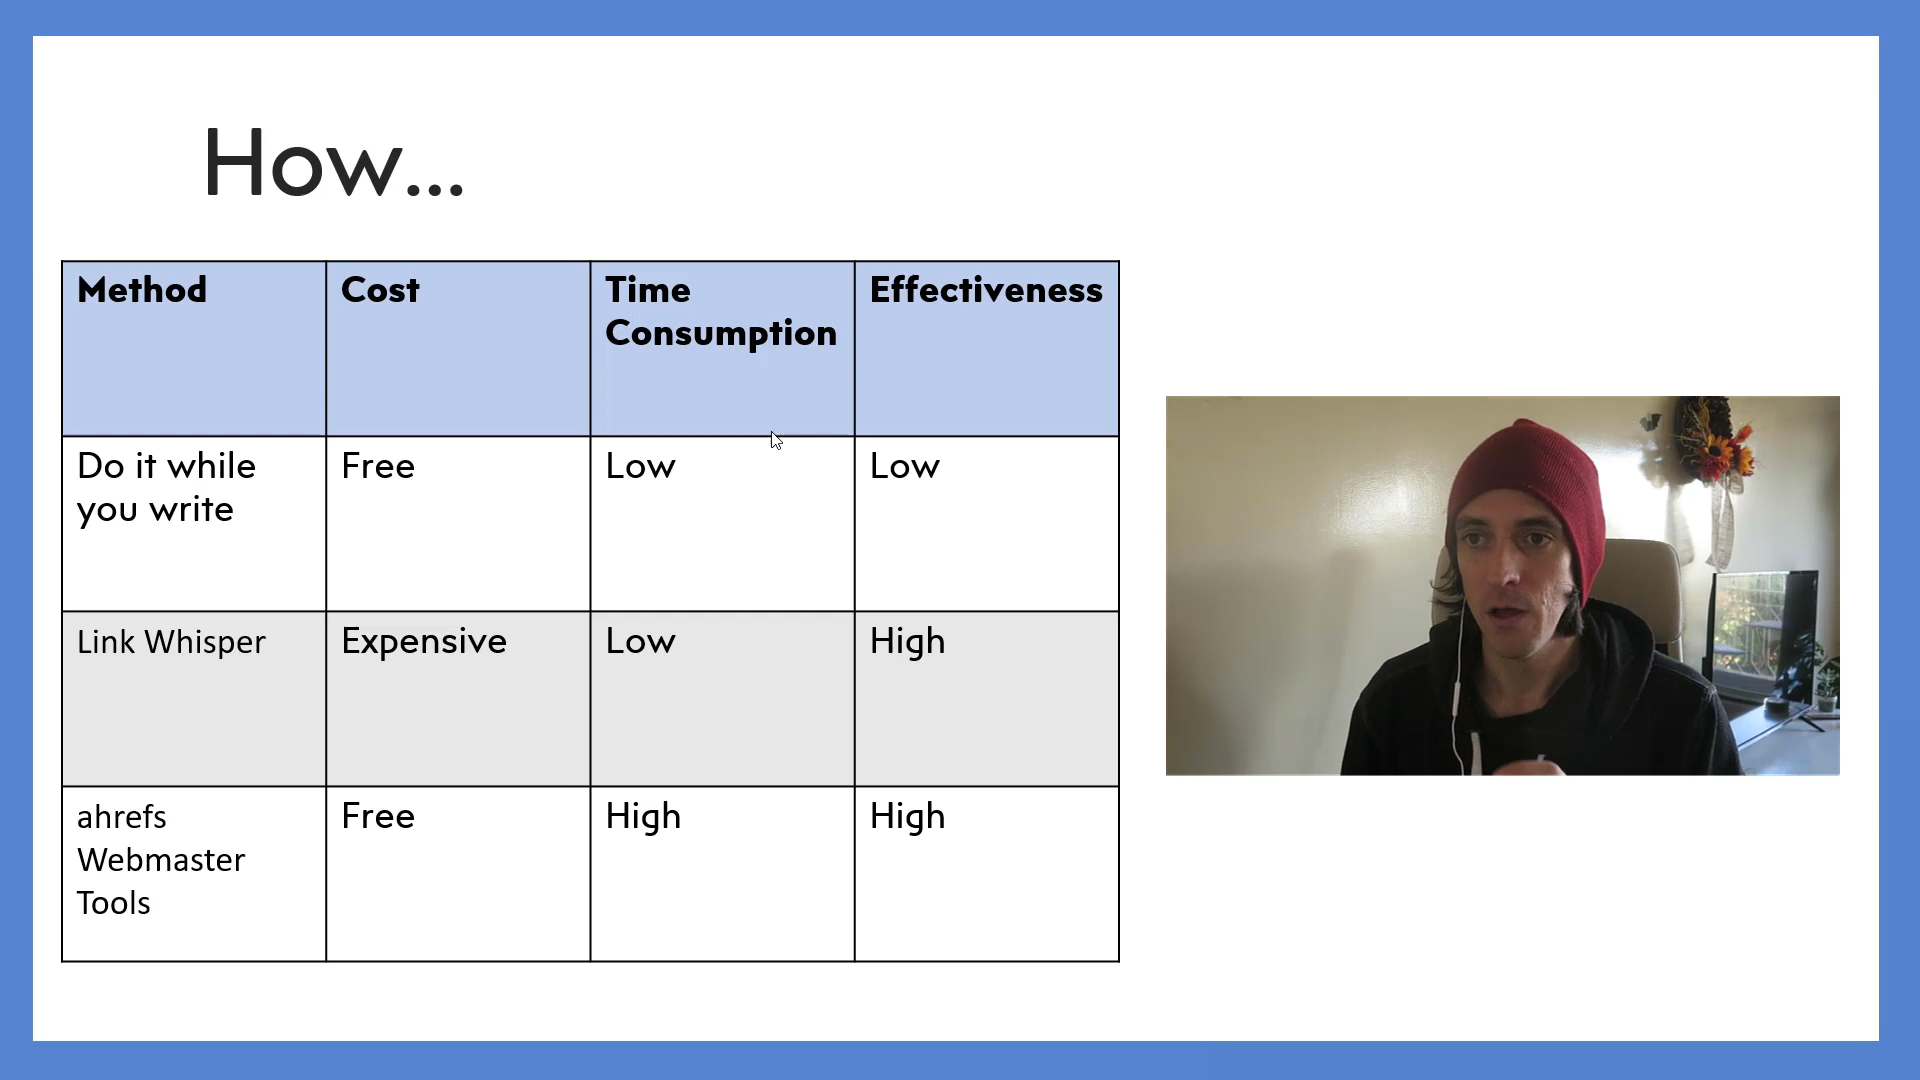 How...
Method
Cost
Time
Consumption
Effectiveness
Do it while
you write
Free
Low
Low
Link Whisper
Expensive
Low
High
ahrefs
Webmaster
Tools
Free
High
High